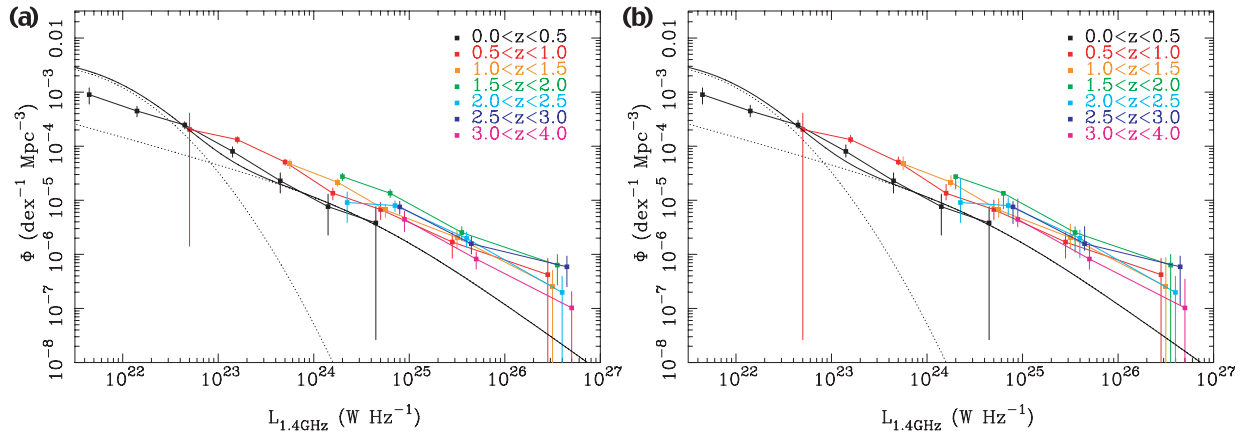 (a)
Φ (dex⁻¹ Mpc⁻³)
0.01
10⁻³
10⁻⁴
10⁻⁵
10⁻⁶
10⁻⁷
10⁻⁸
0.0<z<0.5
0.5<z<1.0
1.0<z<1.5
1.5<z<2.0
2.0<z<2.5
2.5<z<3.0
3.0<z<4.0
10²² 10²³ 10²⁴ 10²⁵ 10²⁶ 10²⁷
L₁.₄GHz (W Hz⁻¹)
(b)
Φ (dex⁻¹ Mpc⁻³)
0.01
10⁻³
10⁻⁴
10⁻⁵
10⁻⁶
10⁻⁷
10⁻⁸
0.0<z<0.5
0.5<z<1.0
1.0<z<1.5
1.5<z<2.0
2.0<z<2.5
2.5<z<3.0
3.0<z<4.0
10²² 10²³ 10²⁴ 10²⁵ 10²⁶ 10²⁷
L₁.₄GHz (W Hz⁻¹)